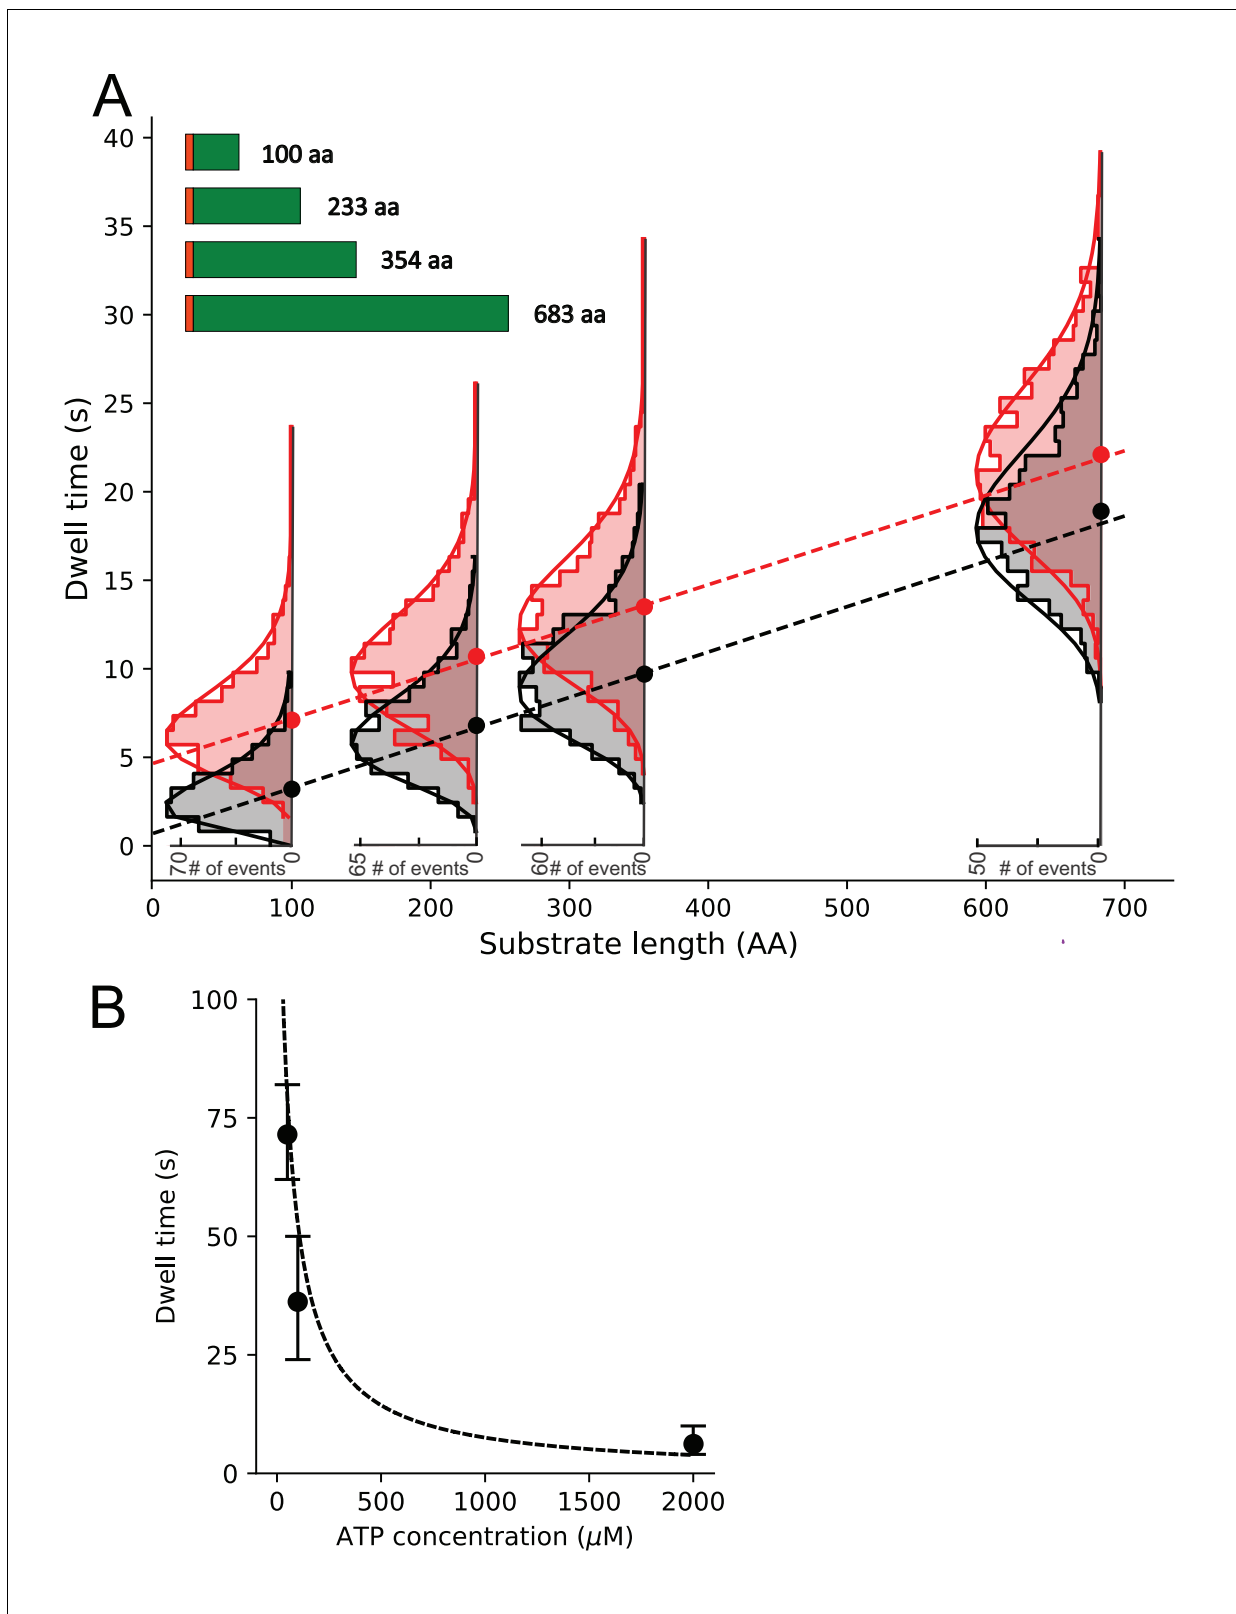 A
40
35
30
25
20
15
10
5
0
Dwell time (s)
100 aa
233 aa
354 aa
683 aa
70 # of events 0
65 # of events 0
60 # of events 0
50 # of events 0
0 100 200 300 400 500 600 700
Substrate length (AA)
B
100
75
50
25
0
Dwell time (s)
0 500 1000 1500 2000
ATP concentration (μM)